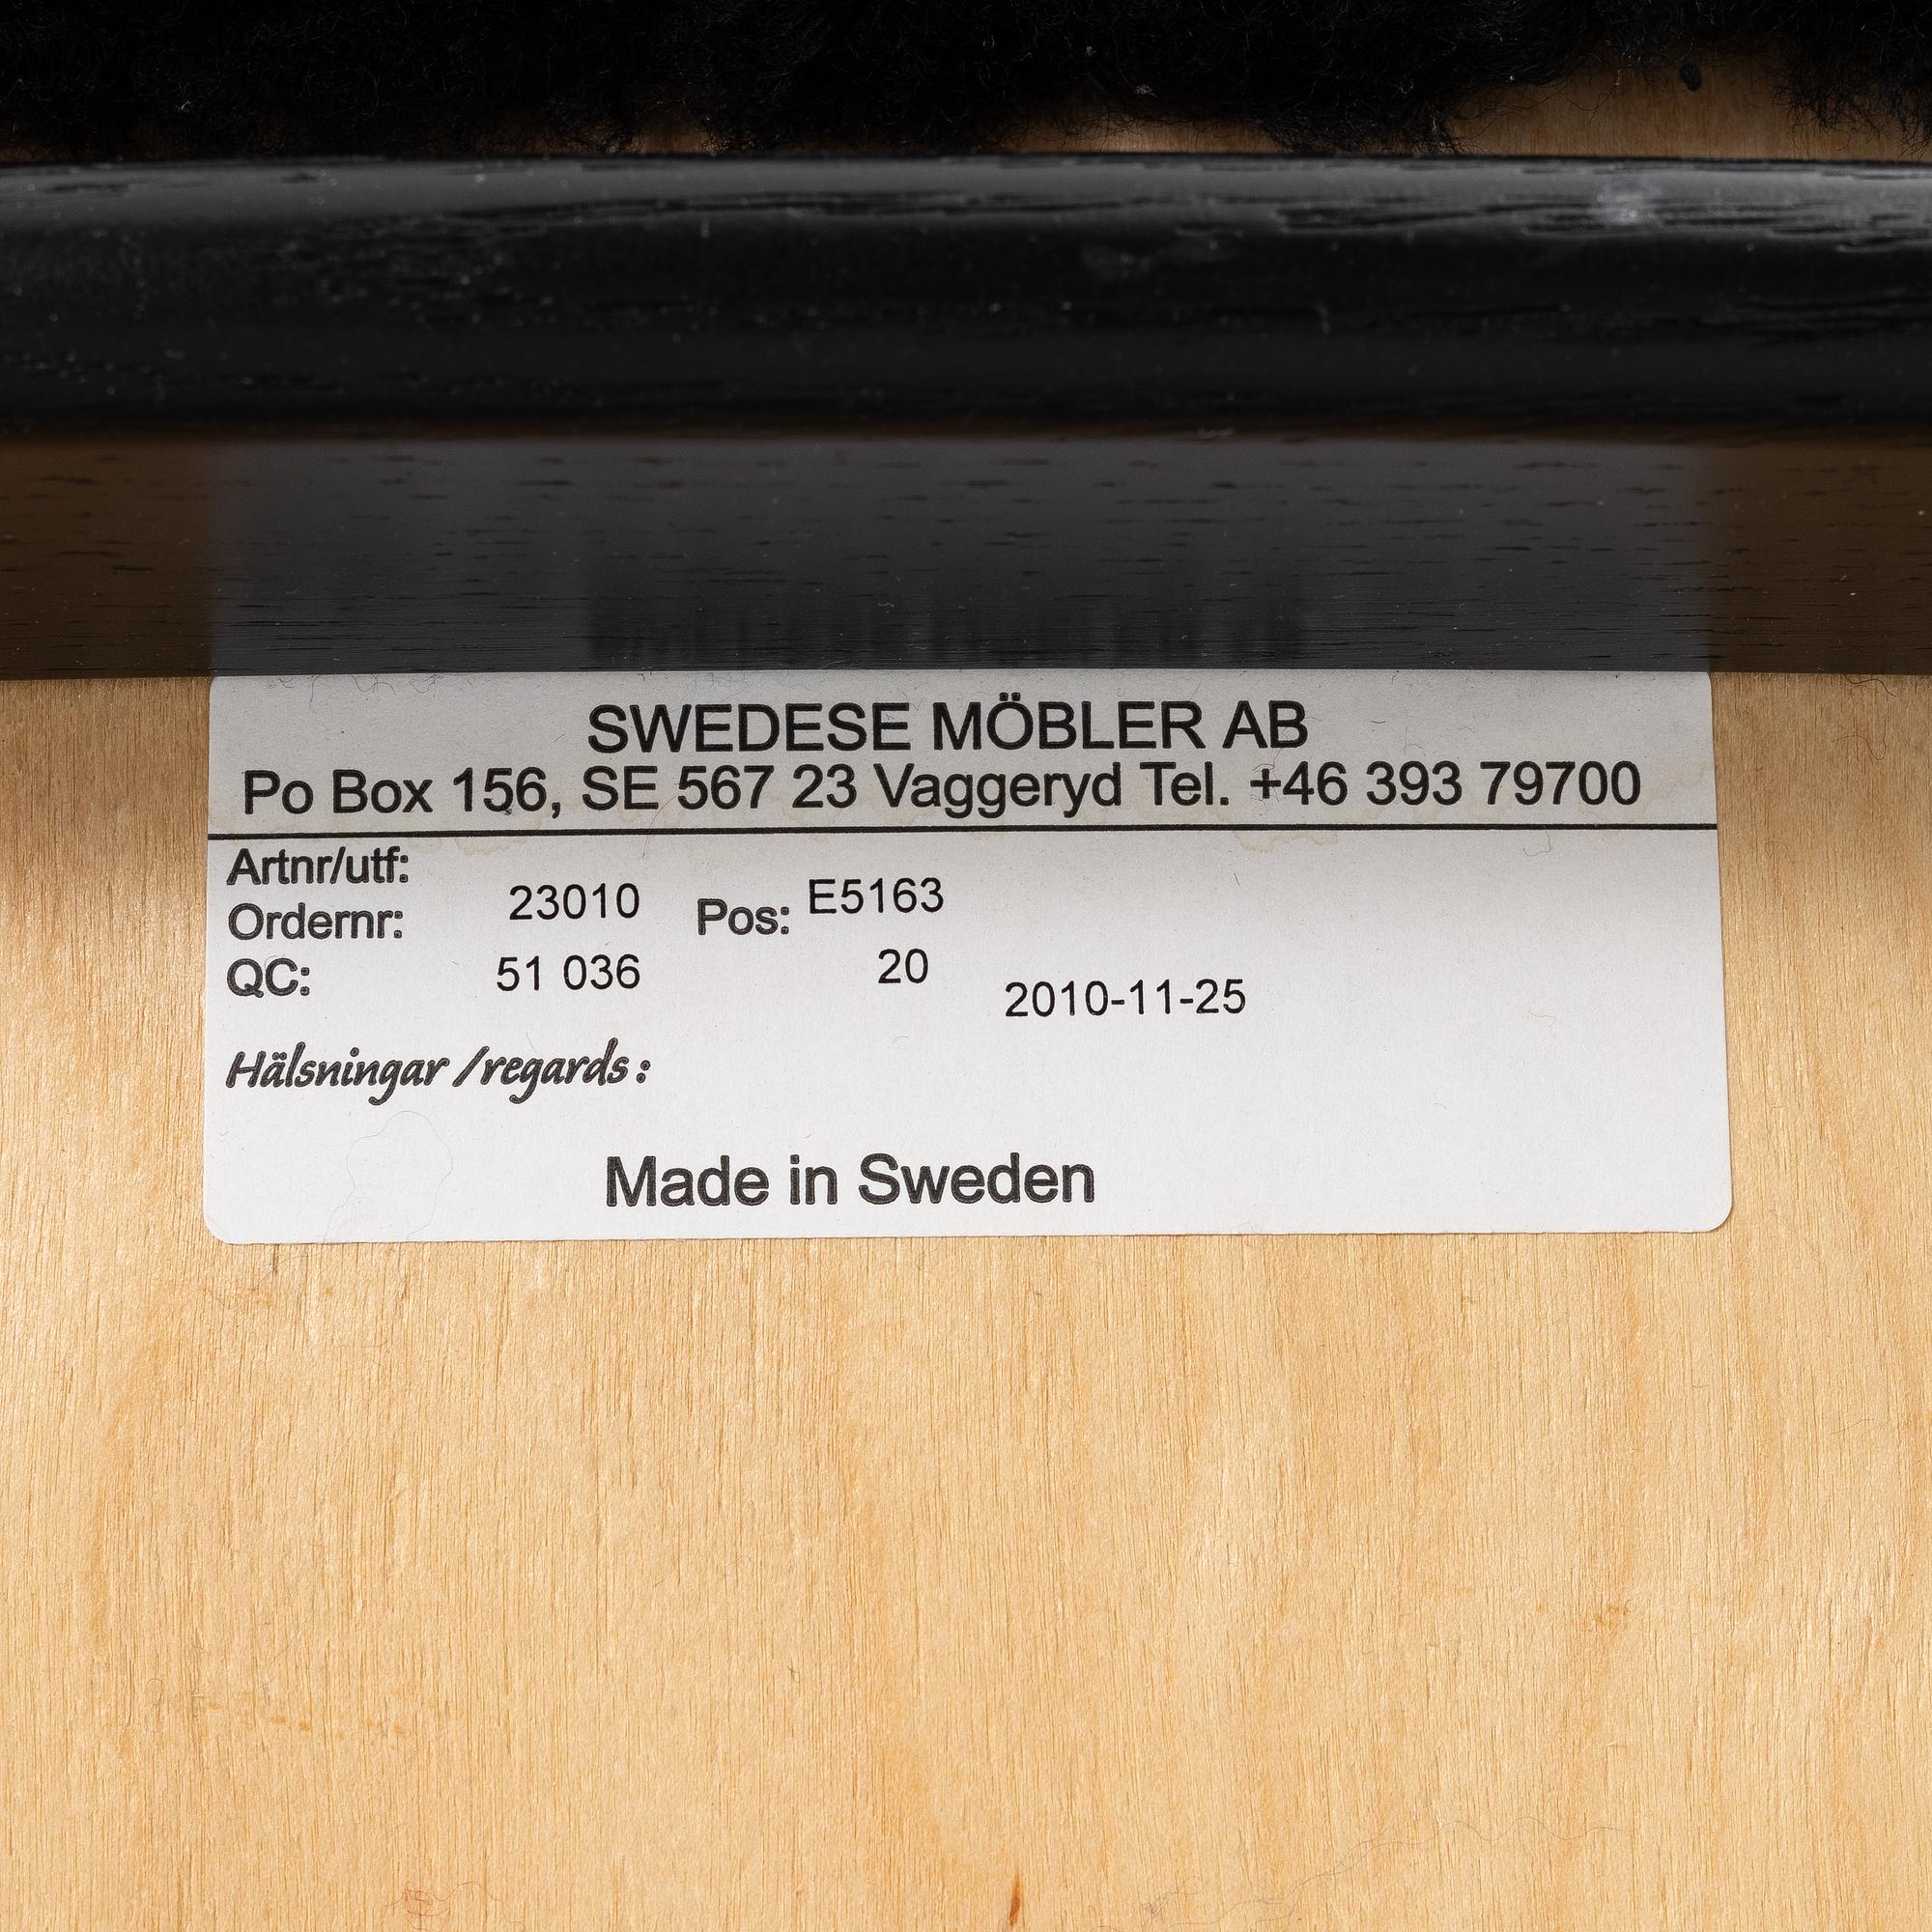 SWEDESE MÖBLER AB
Po Box 156, SE 567 23 Vaggeryd Tel. +46 393 79700
Artnr/utf:
23010 E5163
Ordernr: Pos:
51 036 20
QC: 2010-11-25
Hälsningar /regards:
Made in Sweden